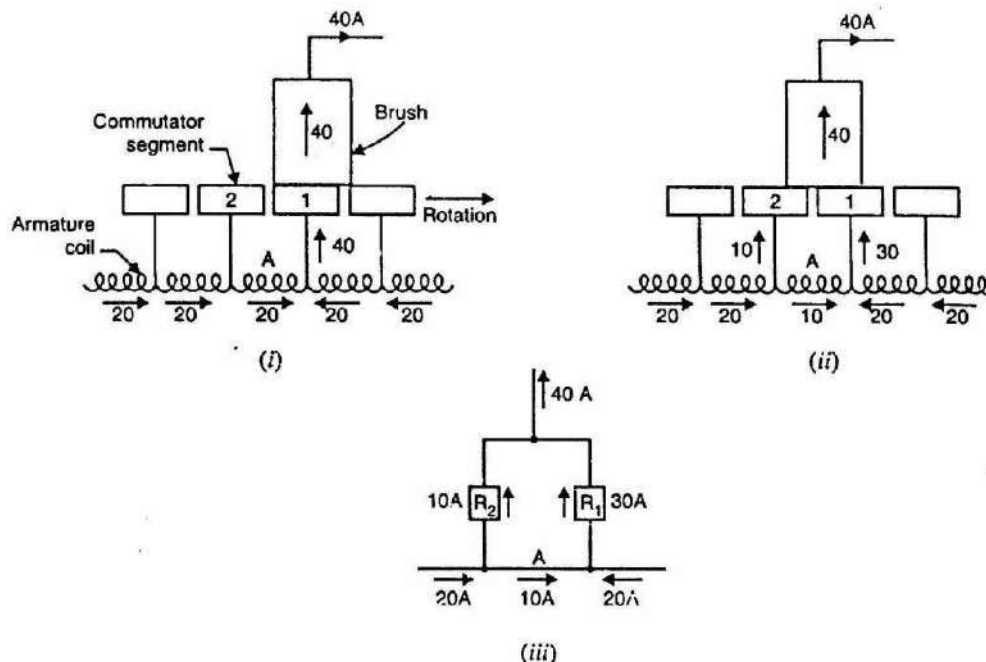 40A
40
Brush
Commutator
segment
2
1
Rotation
Armature
coil
A
40
20
20
20
20
20
(i)
40A
40
2
1
10
A
30
20
20
10
20
20
(ii)
40 A
10A
R2
R1
30A
A
20A
10A
20A
(iii)